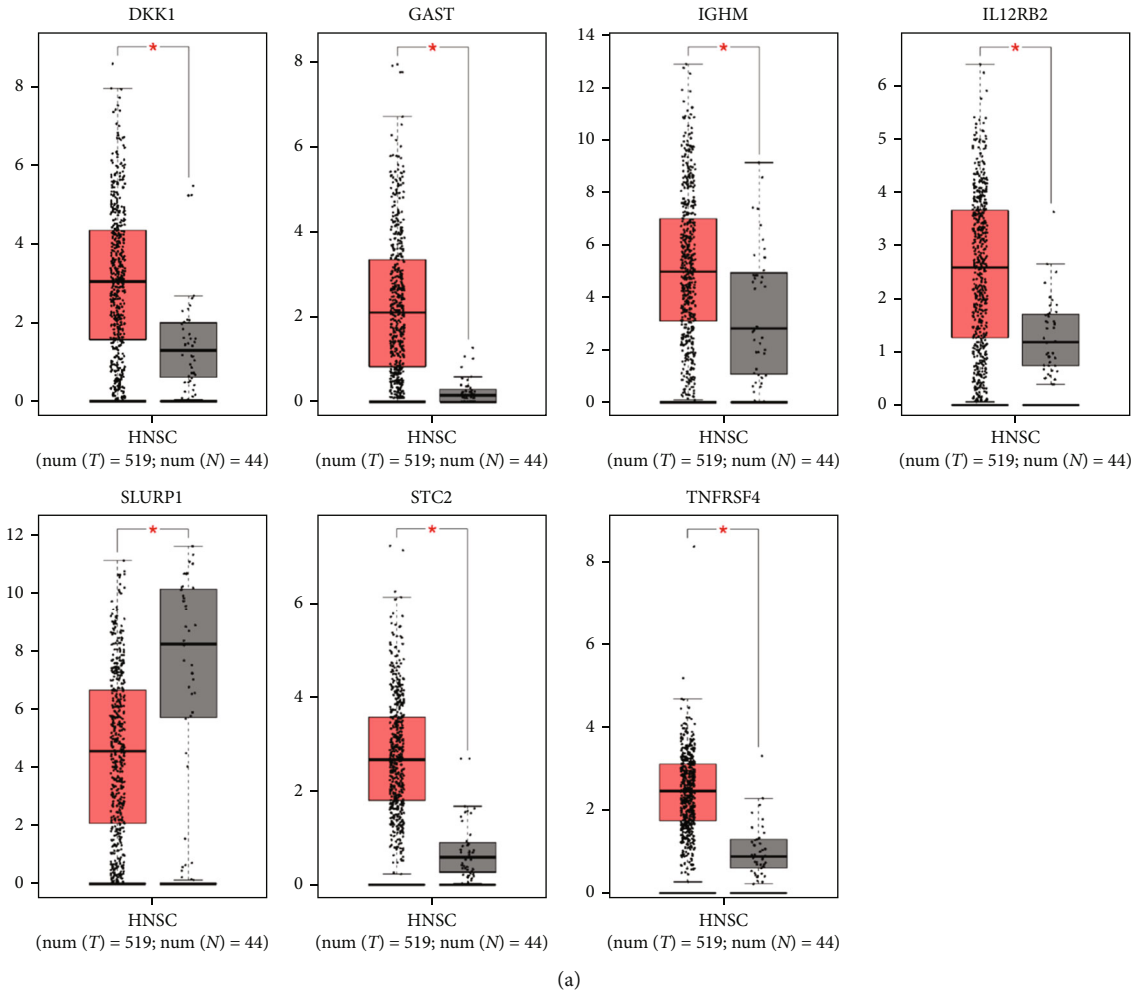 DKK1
GAST
IGHM
IL12RB2
8
6
4
2
0
*
HNSC
(num (T) = 519; num (N) = 44)
8
6
4
2
0
*
HNSC
(num (T) = 519; num (N) = 44)
14
12
10
8
6
4
2
0
*
HNSC
(num (T) = 519; num (N) = 44)
6
5
4
3
2
1
0
*
HNSC
(num (T) = 519; num (N) = 44)
SLURP1
STC2
TNFRSF4
12
10
8
6
4
2
0
*
HNSC
(num (T) = 519; num (N) = 44)
6
4
2
0
*
HNSC
(num (T) = 519; num (N) = 44)
8
6
4
2
0
*
HNSC
(num (T) = 519; num (N) = 44)
(a)